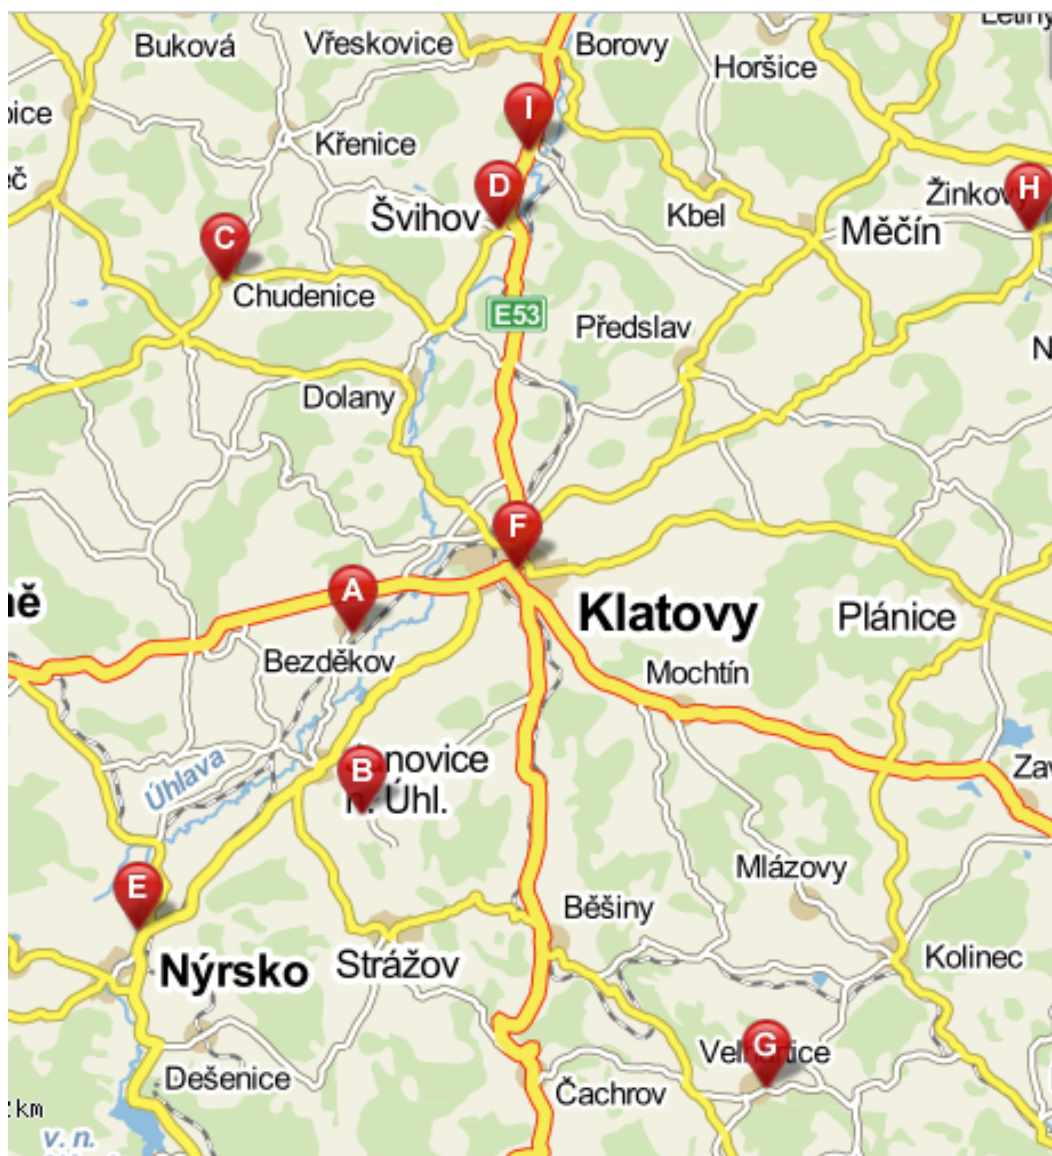 Buková
Vřeskovice
Borovy
Horšice
I
Křenice
D
H
Švihov
Kbel
Měčín
C
Chudenice
E53
Předslav
Dolany
F
A
Klatovy
Plánice
Bezděkov
Mochtín
Úhlava
B
n. Úhl.
E
Mlázovy
Běšiny
Nýrsko
Strážov
Kolinec
G
Dešenice
Čachrov
km
v. n.